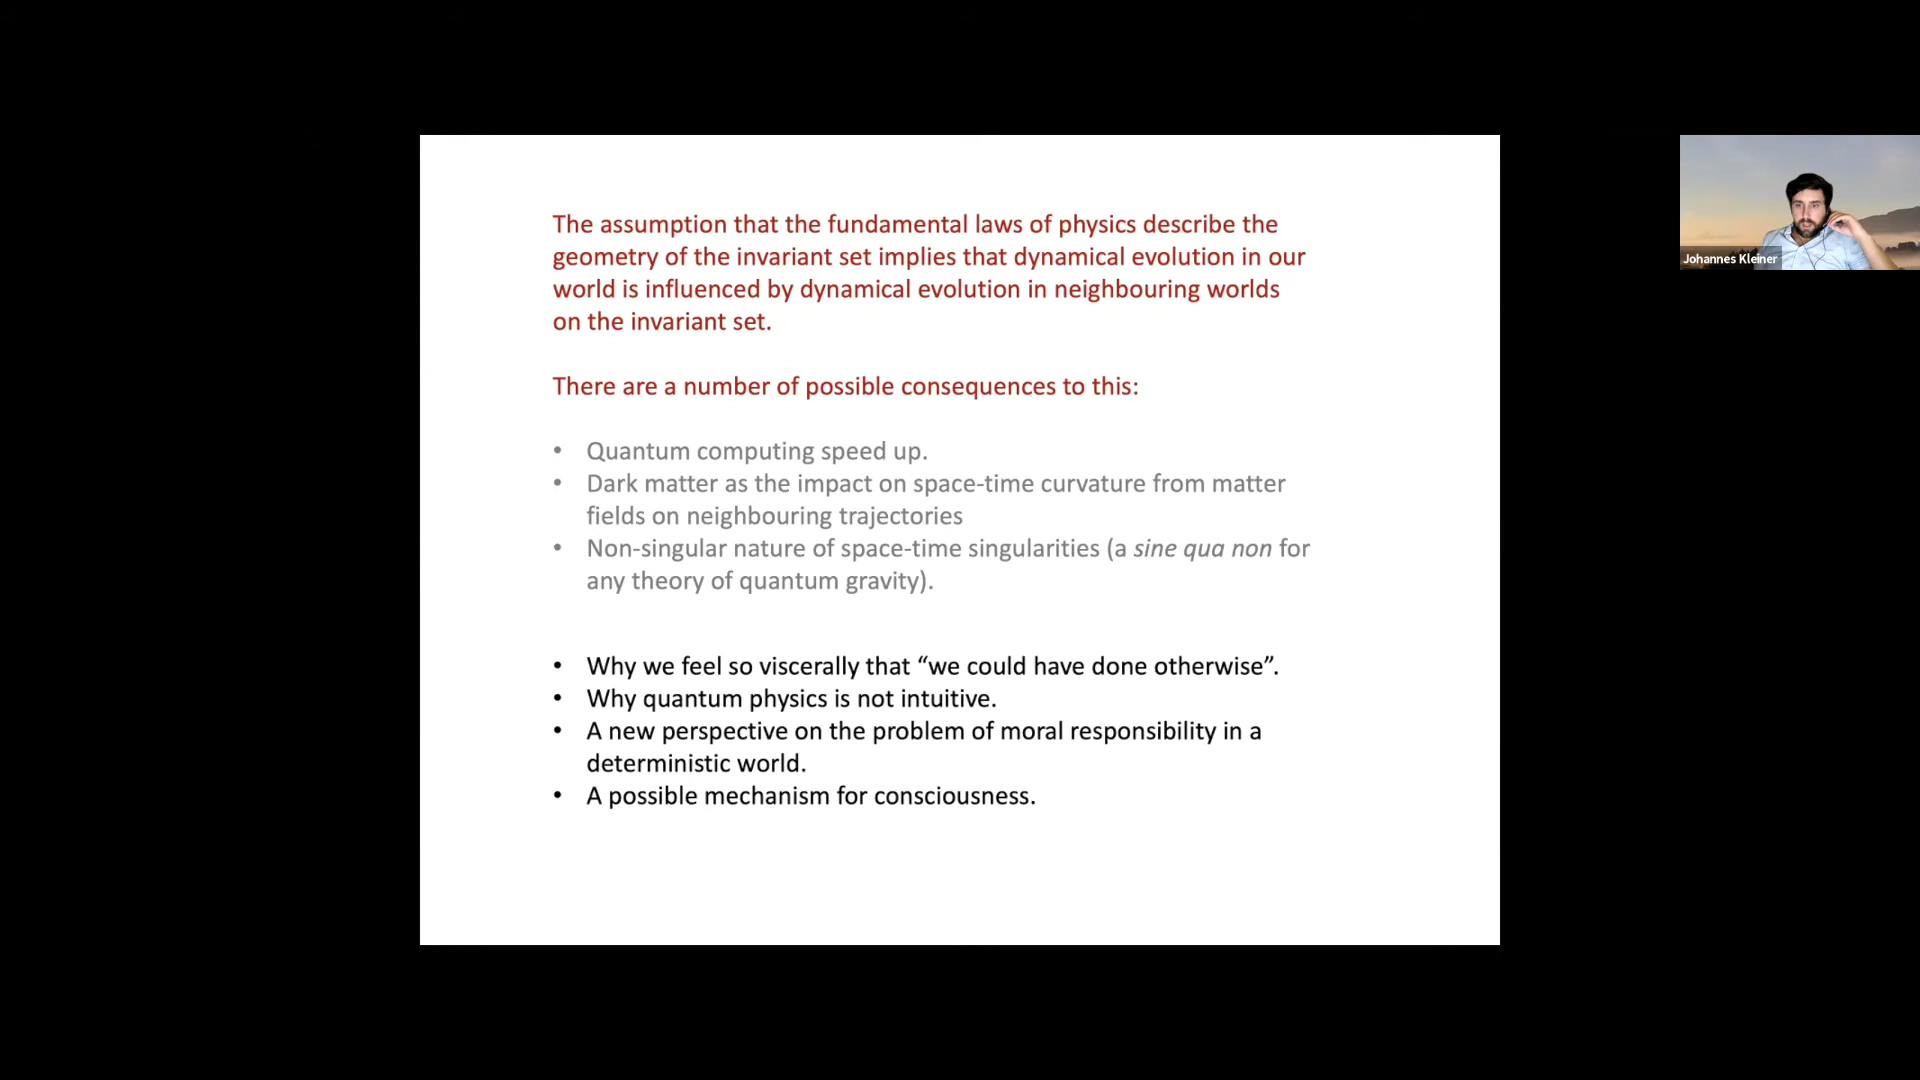 The assumption that the fundamental laws of physics describe the
geometry of the invariant set implies that dynamical evolution in our
world is influenced by dynamical evolution in neighbouring worlds
on the invariant set.
There are a number of possible consequences to this:
• Quantum computing speed up.
• Dark matter as the impact on space-time curvature from matter
fields on neighbouring trajectories
• Non-singular nature of space-time singularities (a sine qua non for
any theory of quantum gravity).
• Why we feel so viscerally that “we could have done otherwise”.
• Why quantum physics is not intuitive.
• A new perspective on the problem of moral responsibility in a
deterministic world.
• A possible mechanism for consciousness.
Johannes Kleiner